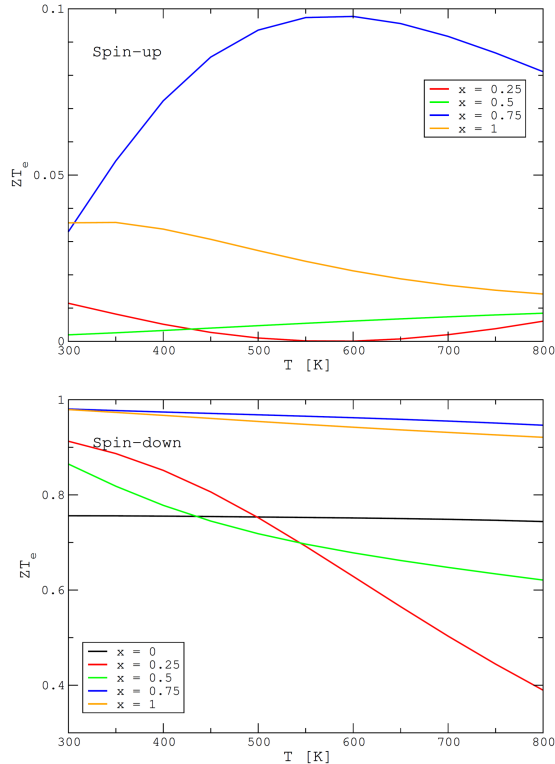 0.1
Spin-up
x = 0.25
x = 0.5
x = 0.75
x = 1
ZTe
0.05
0
300 400 500 600 700 800
T [K]
1
Spin-down
0.8
ZTe
0.6
x = 0
x = 0.25
x = 0.5
x = 0.75
x = 1
0.4
300 400 500 600 700 800
T [K]